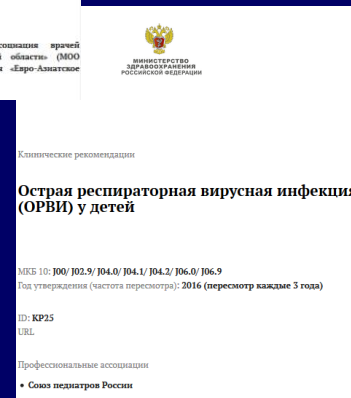 социация врачей
й области» (МОО
я «Евро-Азиатское
МИНИСТЕРСТВО
ЗДРАВООХРАНЕНИЯ
РОССИЙСКОЙ ФЕДЕРАЦИИ
Клинические рекомендации
Острая респираторная вирусная инфекция
(ОРВИ) у детей
МКБ 10: J00/ J02.9/ J04.0/ J04.1/ J04.2/ J06.0/ J06.9
Год утверждения (частота пересмотра): 2016 (пересмотр каждые 3 года)
ID: КР25
URL
Профессиональные ассоциации
• Союз педиатров России